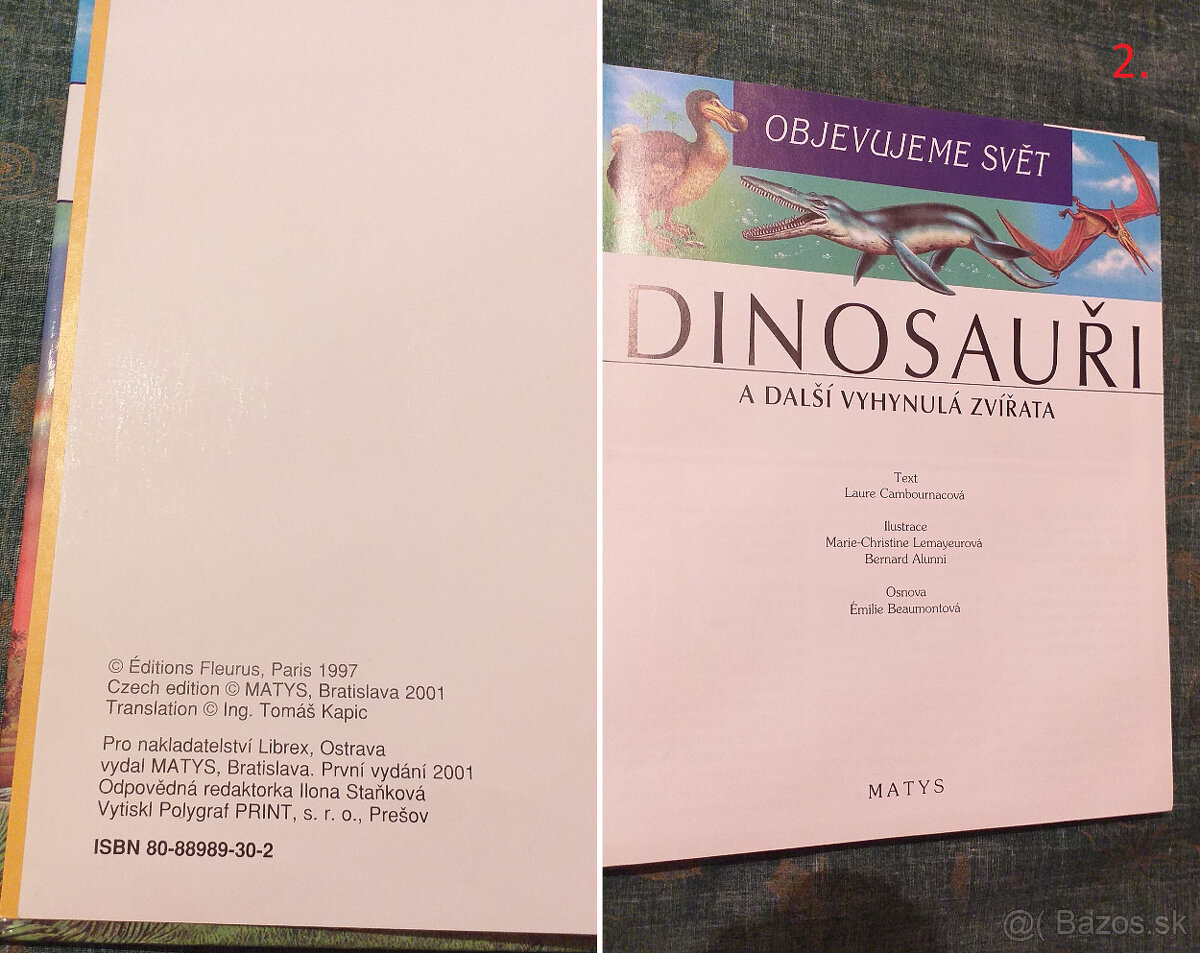 © Éditions Fleurus, Paris 1997
Czech edition © MATYS, Bratislava 2001
Translation © Ing. Tomáš Kapic
Pro nakladatelství Librex, Ostrava
vydal MATYS, Bratislava. První vydání 2001
Odpovědná redaktorka Ilona Staňková
Vytiskl Polygraf PRINT, s. r. o., Prešov
ISBN 80-88989-30-2
2.
OBJEVUJEME SVĚT
DINOSAUŘI
A DALŠÍ VYHYNULÁ ZVÍŘATA
Text
Laure Cambournacová
Ilustrace
Marie-Christine Lemayeurová
Bernard Alunni
Osnova
Émilie Beaumontová
MATYS
@( Bazos.sk